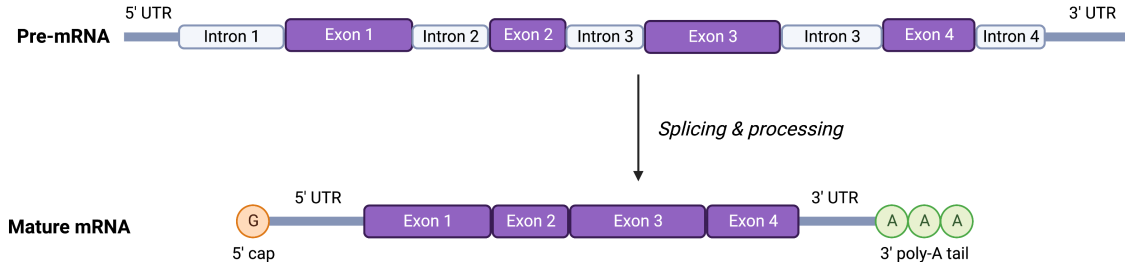 5' UTR
3' UTR
Pre-mRNA
Intron 1
Exon 1
Intron 2
Exon 2
Intron 3
Exon 3
Intron 3
Exon 4
Intron 4
Splicing & processing
5' UTR
3' UTR
Mature mRNA
G
Exon 1
Exon 2
Exon 3
Exon 4
A
A
A
5' cap
3' poly-A tail